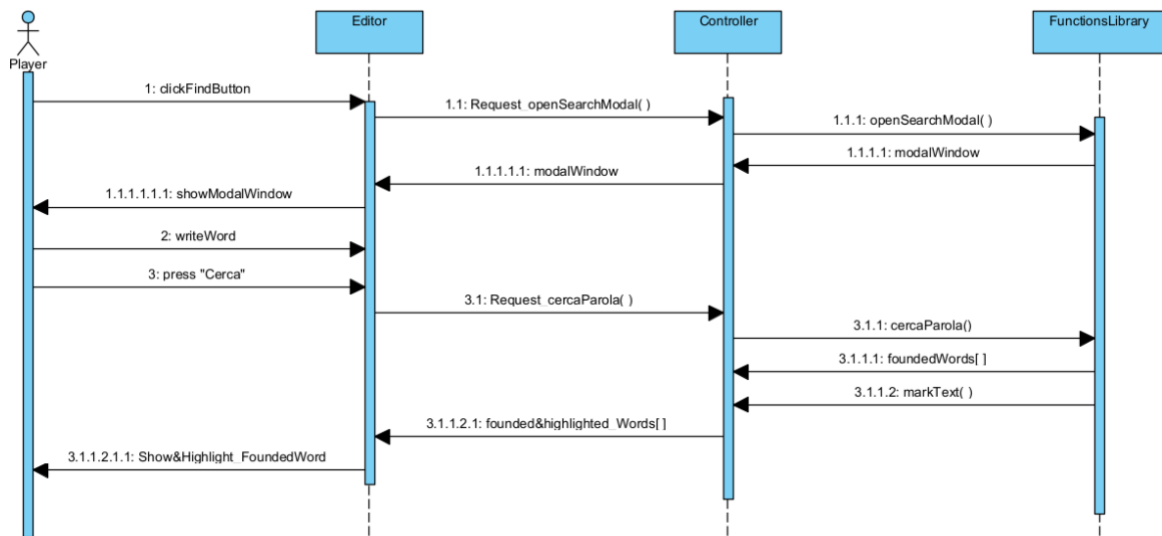 Editor
Controller
FunctionsLibrary
Player
1: clickFindButton
1.1: Request_openSearchModal( )
1.1.1: openSearchModal( )
1.1.1.1: modalWindow
1.1.1.1.1: modalWindow
1.1.1.1.1.1: showModalWindow
2: writeWord
3: press "Cerca"
3.1: Request_cercaParola( )
3.1.1: cercaParola()
3.1.1.1: foundedWords[ ]
3.1.1.2: markText( )
3.1.1.2.1: founded&highlighted_Words[ ]
3.1.1.2.1.1: Show&Highlight_FoundedWord